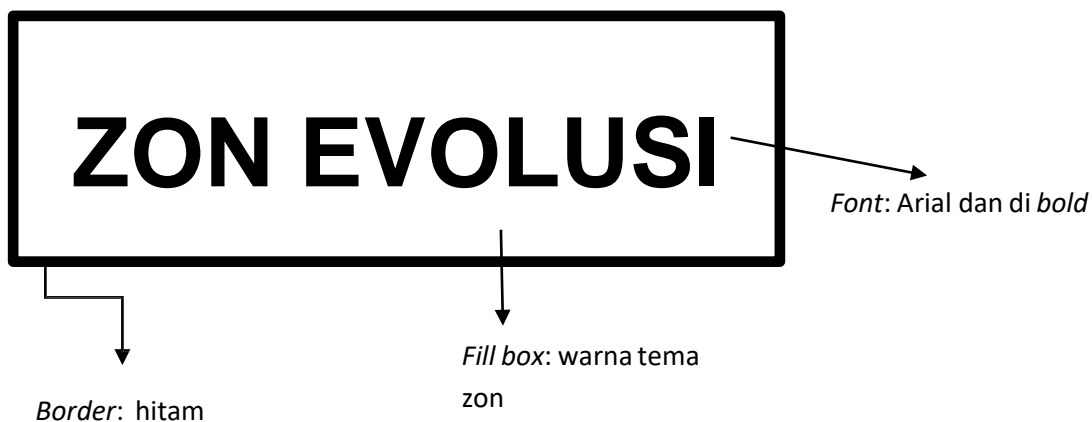 ZON EVOLUSI
Font: Arial dan di bold
Fill box: warna tema
zon
Border: hitam